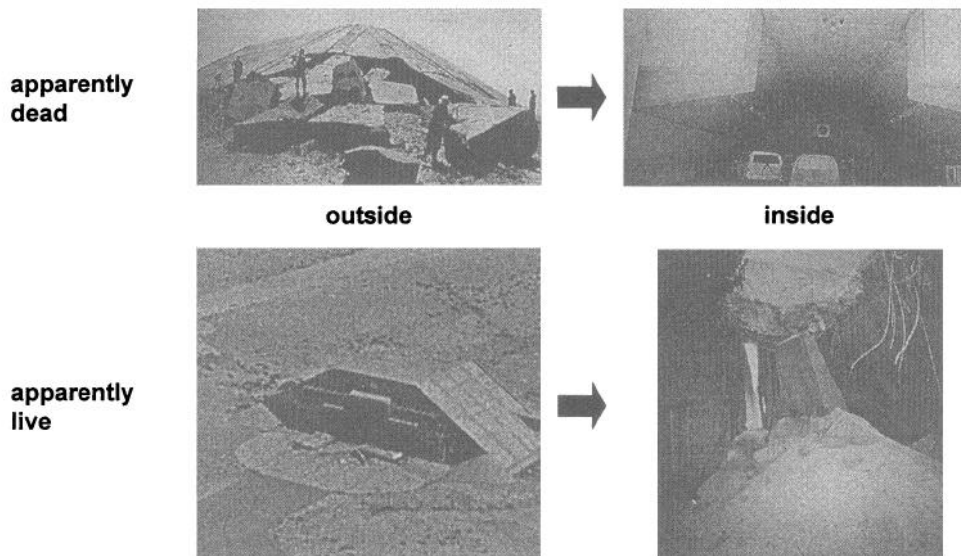 apparently
dead
outside
inside
apparently
live